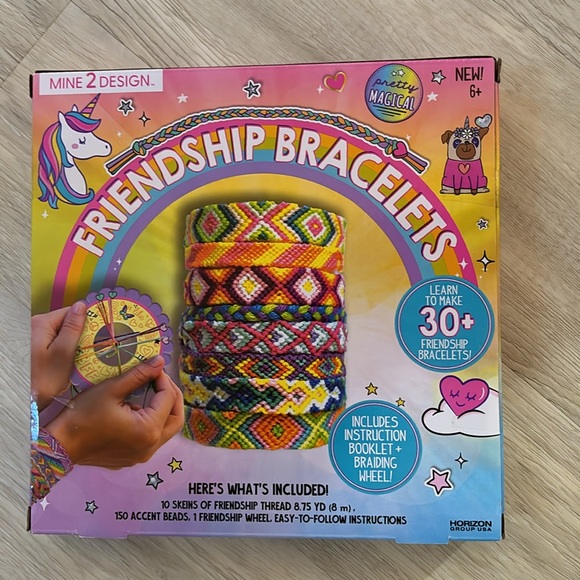 MINE 2 DESIGN™
pretty
MAGICAL
NEW!
6+
FRIENDSHIP BRACELETS
LEARN
TO MAKE
30+
FRIENDSHIP
BRACELETS!
INCLUDES
INSTRUCTION
BOOKLET +
BRAIDING
WHEEL!
HERE'S WHAT'S INCLUDED!
10 SKEINS OF FRIENDSHIP THREAD 8.75 YD (8 m),
150 ACCENT BEADS, 1 FRIENDSHIP WHEEL, EASY-TO-FOLLOW INSTRUCTIONS
HORIZON
GROUP USA